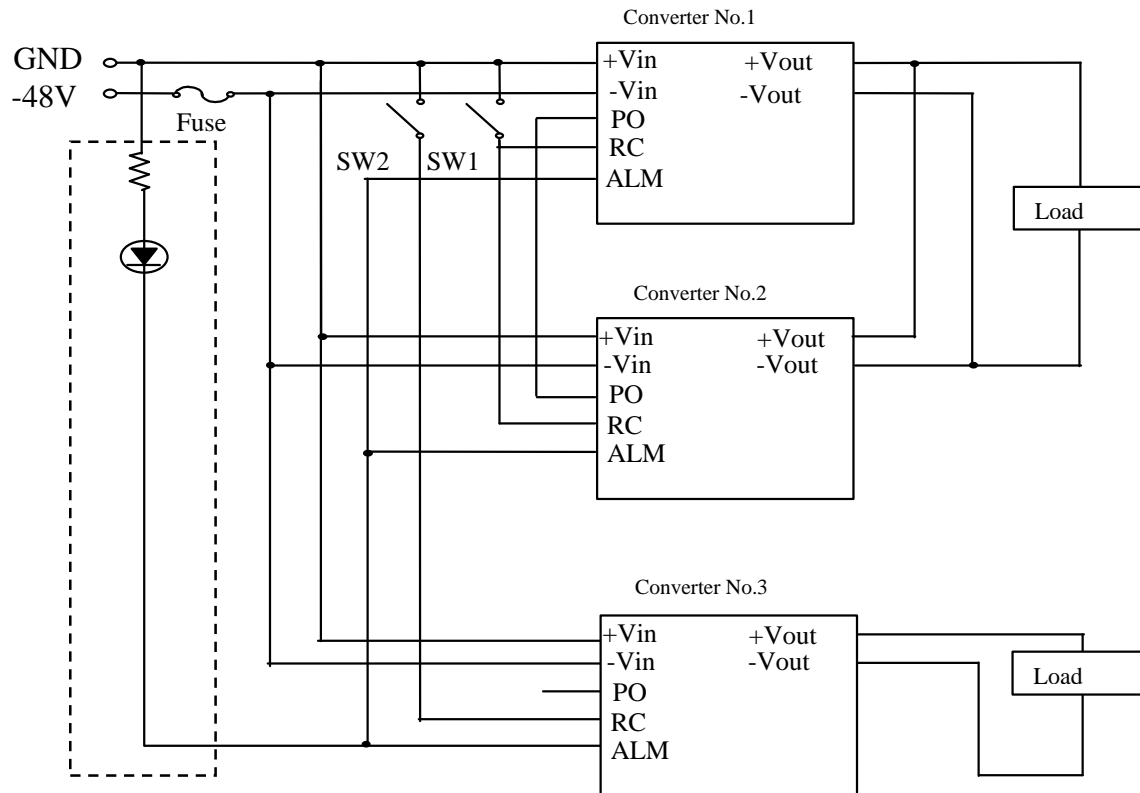 Converter No.1
GND
+Vin
+Vout
-48V
-Vin
-Vout
Fuse
PO
RC
SW2
SW1
ALM
Load
Converter No.2
+Vin
+Vout
-Vin
-Vout
PO
RC
ALM
Converter No.3
+Vin
+Vout
-Vin
-Vout
PO
Load
RC
ALM